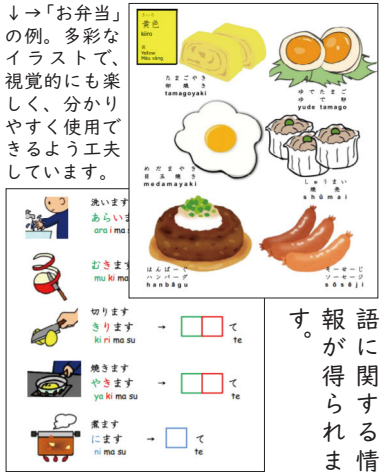 ↓→「お弁当」
の例。多彩な
イラストで、
視覚的にも楽
しく、分かり
やすく使用で
きるよう工夫
しています。
黄色
kiiro
黄
Yellow
Màu vàng
たまごやき
卵焼き
tamagoyaki
ゆでたまご
ゆで卵
yude tamago
めだまやき
目玉焼き
medamayaki
しゅうまい
焼売
shūmai
はんばーぐ
ハンバーグ
hanbāgu
そーせーじ
ソーセージ
sōsēji
洗います
あらいま
ara i ma
むきま
mu ki ma
切ります
きります → て
ki ri ma su te
焼きます
やきます → て
ya ki ma su te
煮ます
にます → て
ni ma su te
語に関する情
報が得られま
す。